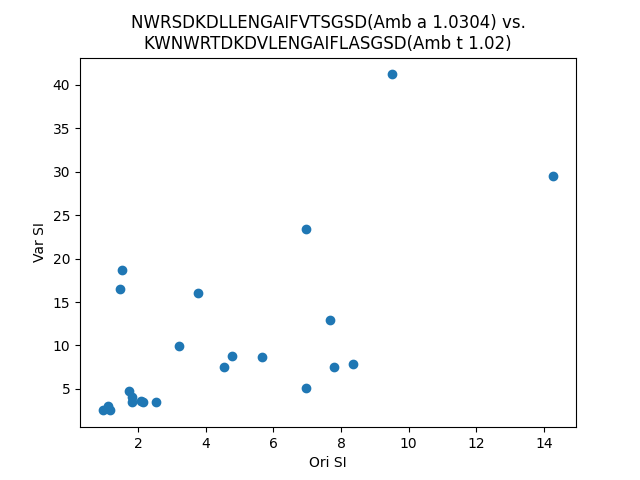 NWRSDKDLLENGAIFVTSGSD(Amb a 1.0304) vs.
KWNWRTDKDVLENGAIFLASGSD(Amb t 1.02)
40
35
30
25
20
15
10
5
Var SI
2 4 6 8 10 12 14
Ori SI